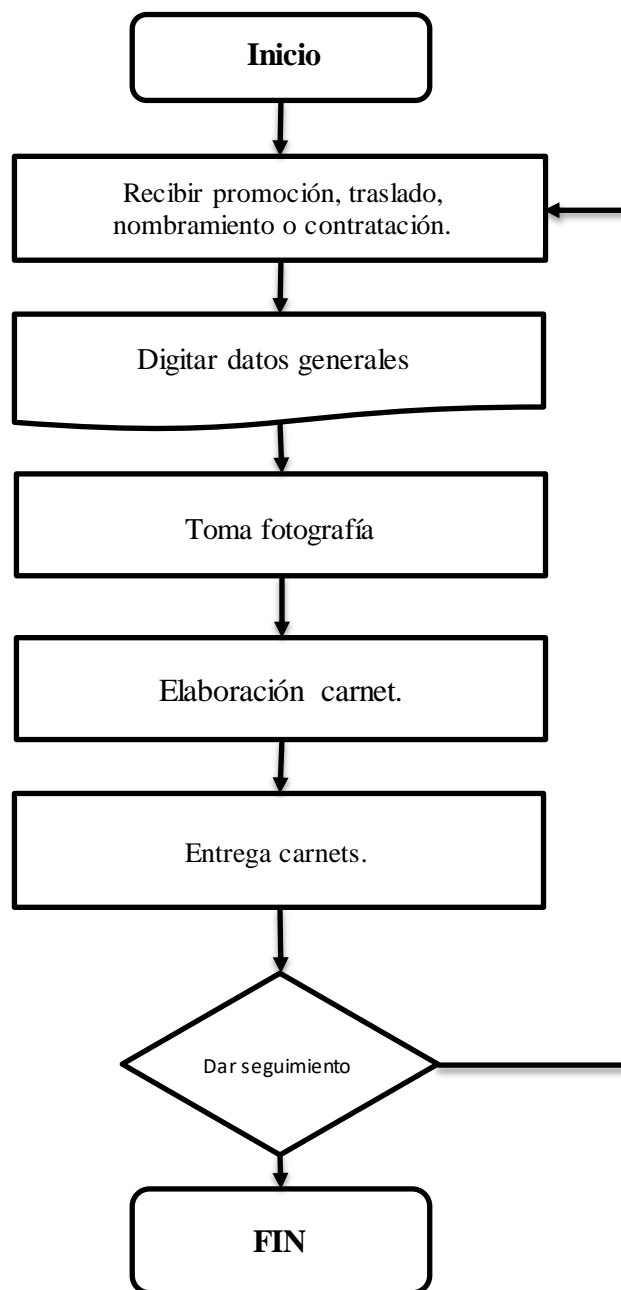 Inicio
Recibir promoción, traslado,
nombramiento o contratación.
Digitar datos generales
Toma fotografía
Elaboración carnet.
Entrega carnets.
Dar seguimiento
FIN